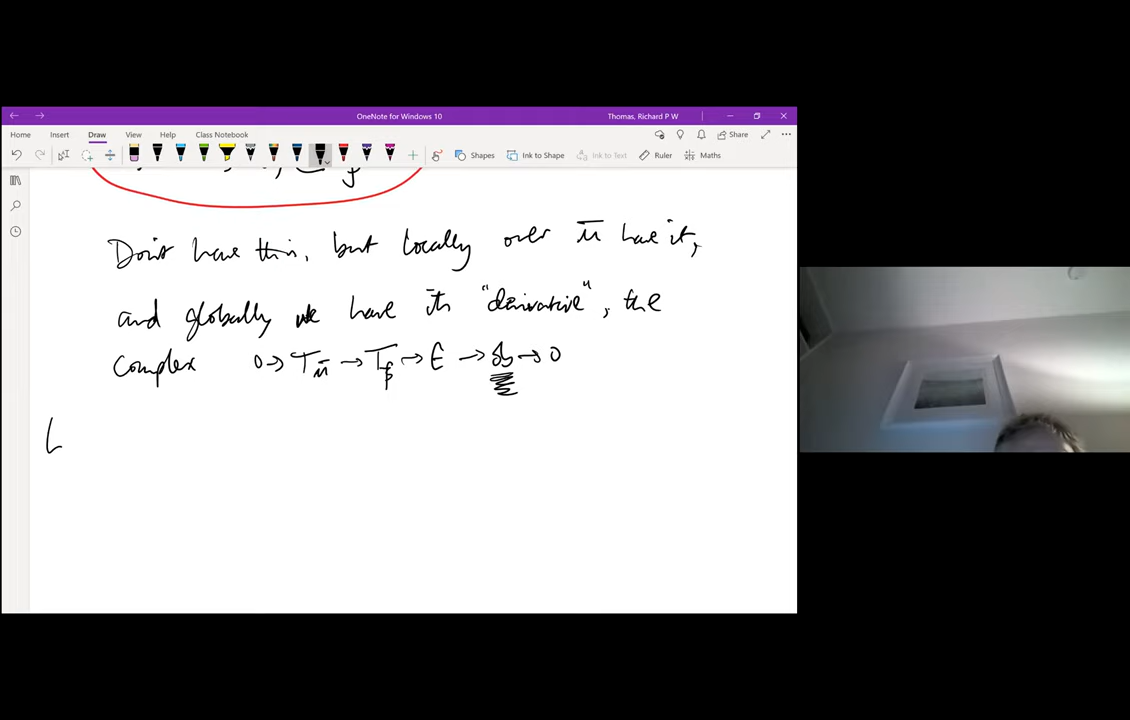 OneNote for Windows 10
Thomas, Richard P W
Home Insert Draw View Help Class Notebook
Share
Shapes Ink to Shape Ink to Text Ruler Maths
Don't have this, but locally over M̄ have it,
and globally we have its "derivative", the
complex 0 → T_M̄ → T_P → E → Ob → 0